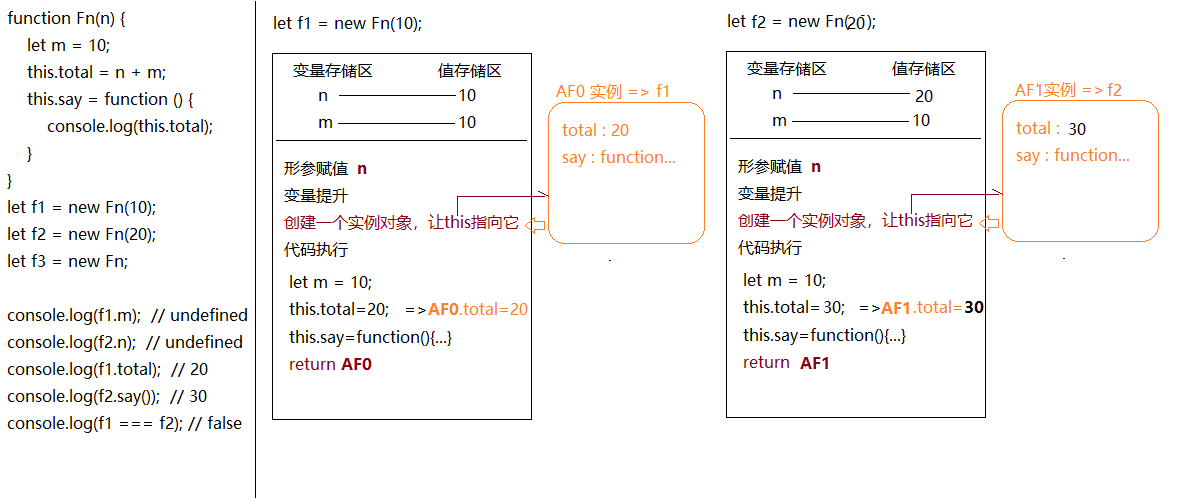 function Fn(n) {
let m = 10;
this.total = n + m;
this.say = function () {
console.log(this.total);
}
}
let f1 = new Fn(10);
let f2 = new Fn(20);
let f3 = new Fn;
console.log(f1.m); // undefined
console.log(f2.n); // undefined
console.log(f1.total); // 20
console.log(f2.say()); // 30
console.log(f1 === f2); // false
let f1 = new Fn(10);
变量存储区 值存储区
n 10
m 10
形参赋值 n
变量提升
创建一个实例对象，让this指向它
代码执行
let m = 10;
this.total=20; =>AF0.total=20
this.say=function(){...}
return AF0
AF0 实例 => f1
total : 20
say : function...
let f2 = new Fn(20);
变量存储区 值存储区
n 20
m 10
形参赋值 n
变量提升
创建一个实例对象，让this指向它
代码执行
let m = 10;
this.total=30; =>AF1.total=30
this.say=function(){...}
return AF1
AF1实例 => f2
total : 30
say : function...